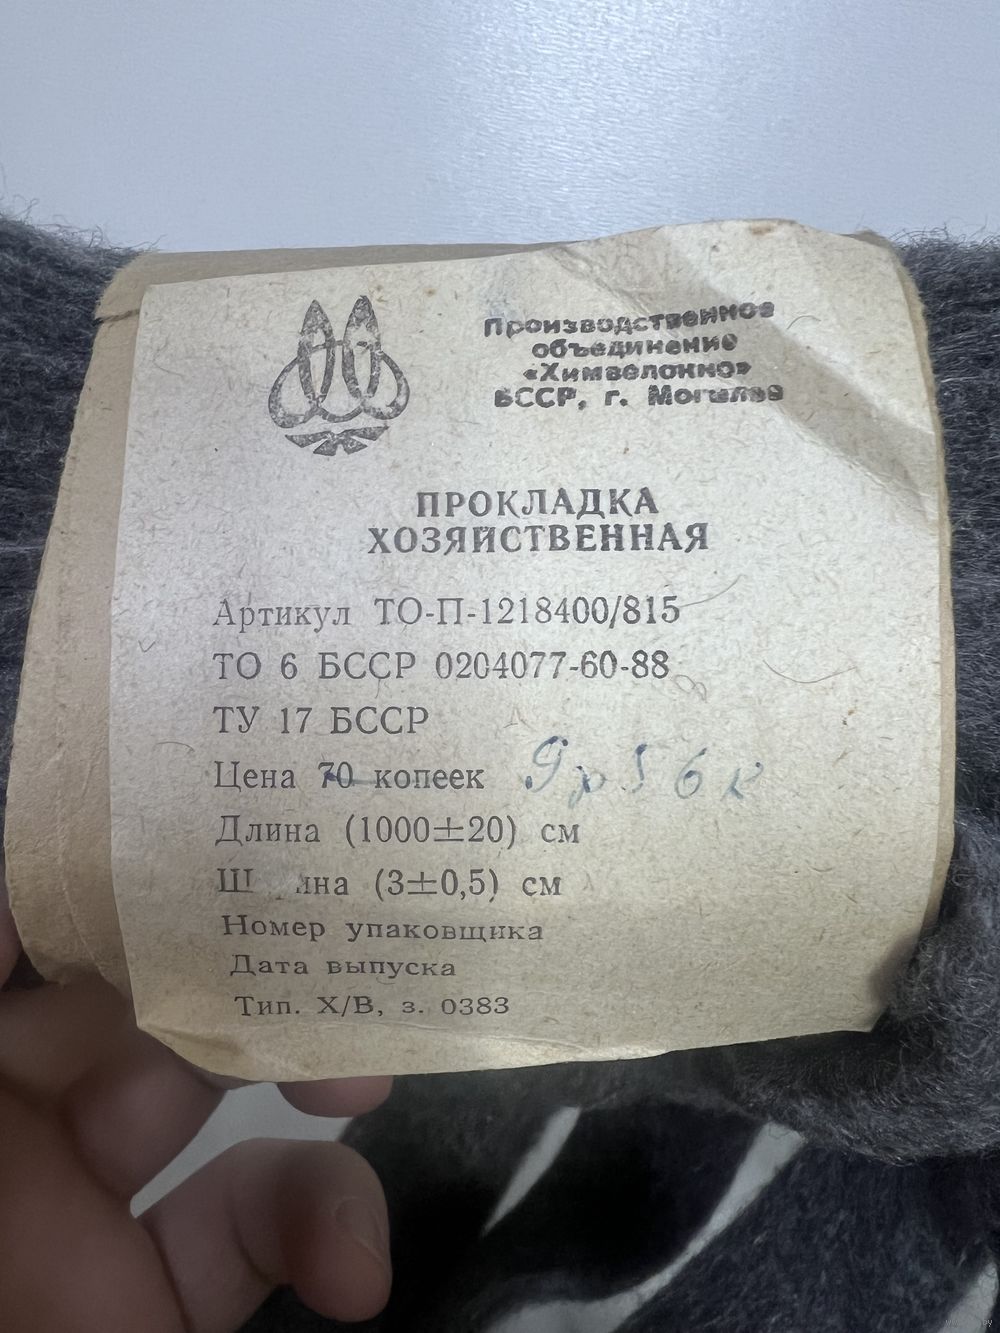 Производственное
объединение
«Химволокно»
БССР, г. Могилев
ПРОКЛАДКА
ХОЗЯЙСТВЕННАЯ
Артикул ТО-П-1218400/815
ТО 6 БССР 0204077-60-88
ТУ 17 БССР
Цена 70 копеек 9р 56к
Длина (1000±20) см
(3±0,5) см
Номер упаковщика
Дата выпуска
Тип. Х/В, з. 0383